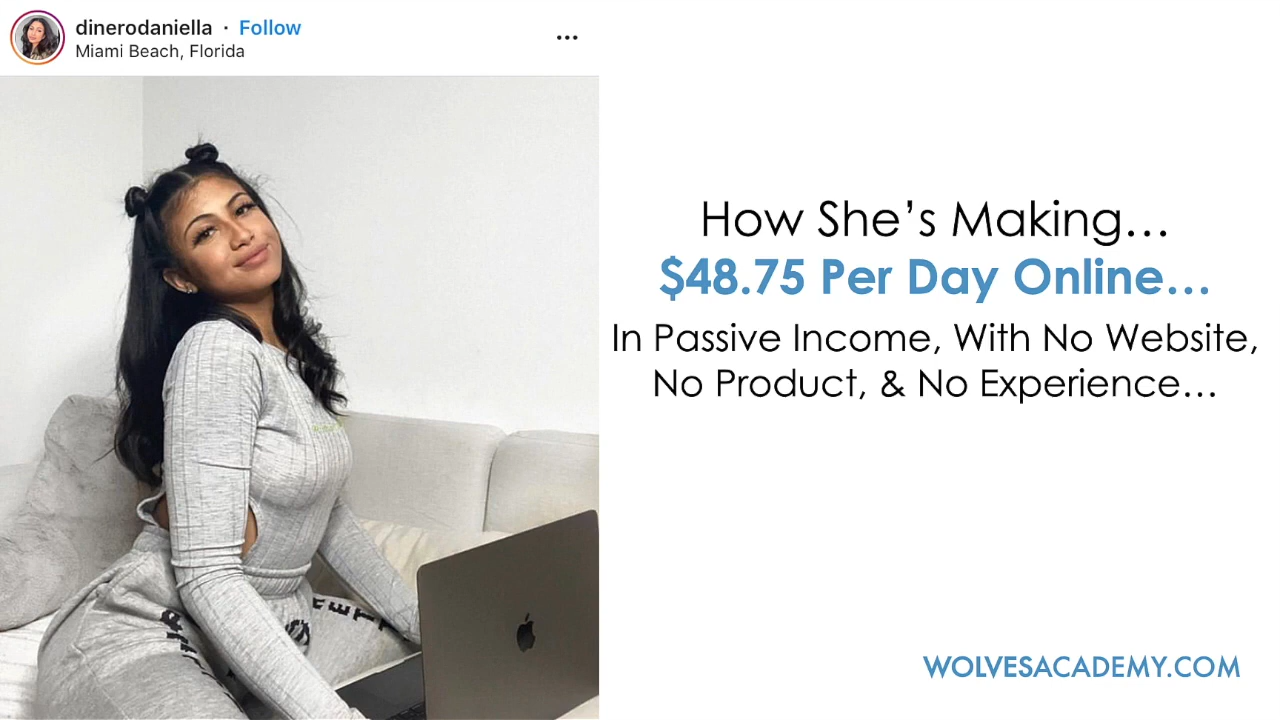 dinerodaniella · Follow
Miami Beach, Florida
How She's Making…
$48.75 Per Day Online…
In Passive Income, With No Website,
No Product, & No Experience…
WOLVESACADEMY.COM